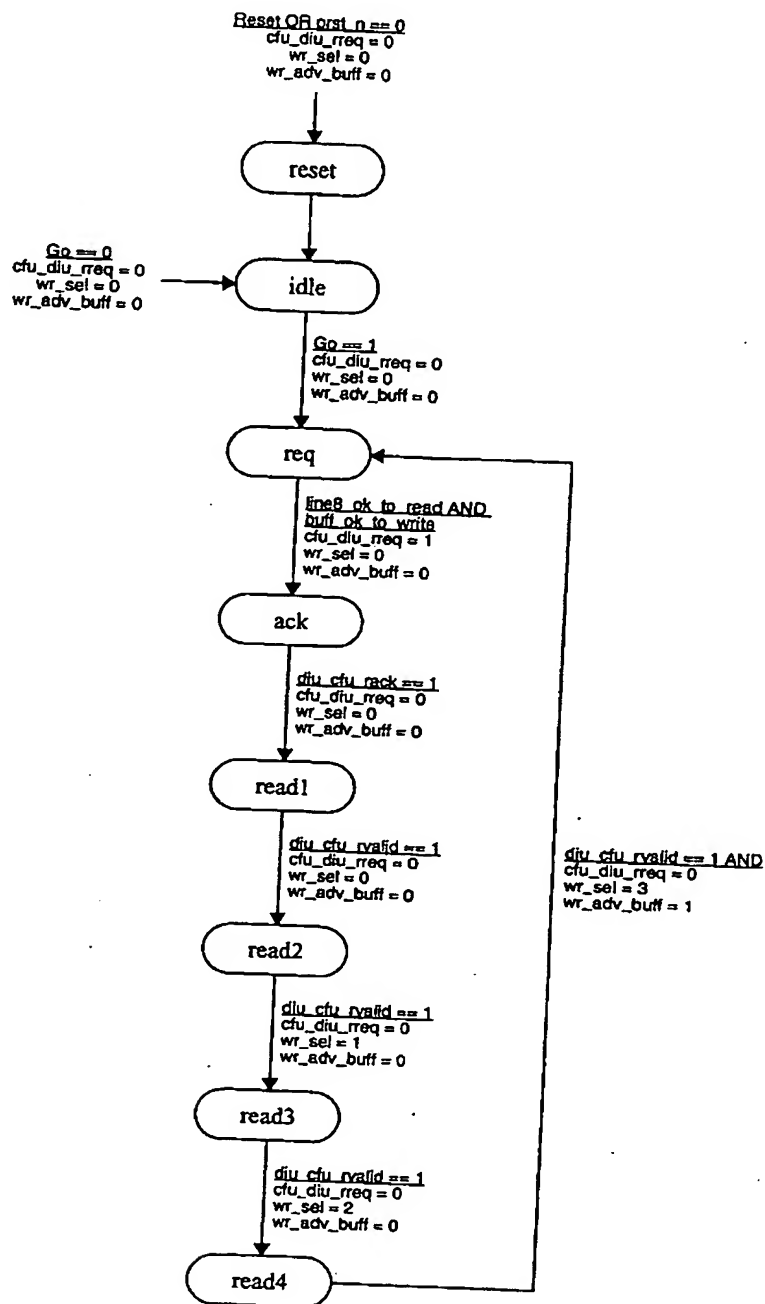 Reset OR prst_n == 0
cfu_diu_rreq = 0
wr_sel = 0
wr_adv_buff = 0
reset
Go == 0
cfu_diu_rreq = 0
wr_sel = 0
wr_adv_buff = 0
idle
Go == 1
cfu_diu_rreq = 0
wr_sel = 0
wr_adv_buff = 0
req
line8_ok_to_read AND
buff_ok_to_write
cfu_diu_rreq = 1
wr_sel = 0
wr_adv_buff = 0
ack
diu_cfu_rack == 1
cfu_diu_rreq = 0
wr_sel = 0
wr_adv_buff = 0
read1
diu_cfu_rvalid == 1
cfu_diu_rreq = 0
wr_sel = 0
wr_adv_buff = 0
diu_cfu_rvalid == 1 AND
cfu_diu_rreq = 0
wr_sel = 3
wr_adv_buff = 1
read2
diu_cfu_rvalid == 1
cfu_diu_rreq = 0
wr_sel = 1
wr_adv_buff = 0
read3
diu_cfu_rvalid == 1
cfu_diu_rreq = 0
wr_sel = 2
wr_adv_buff = 0
read4